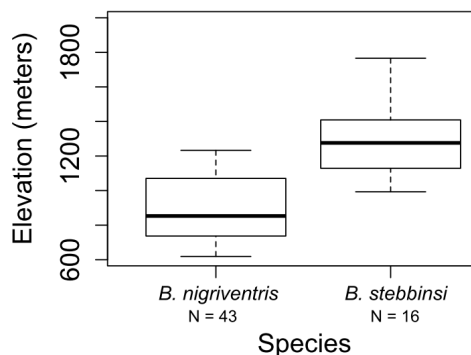 Elevation (meters)
1800
1200
600
B. nigriventris
B. stebbinsi
N = 43
N = 16
Species